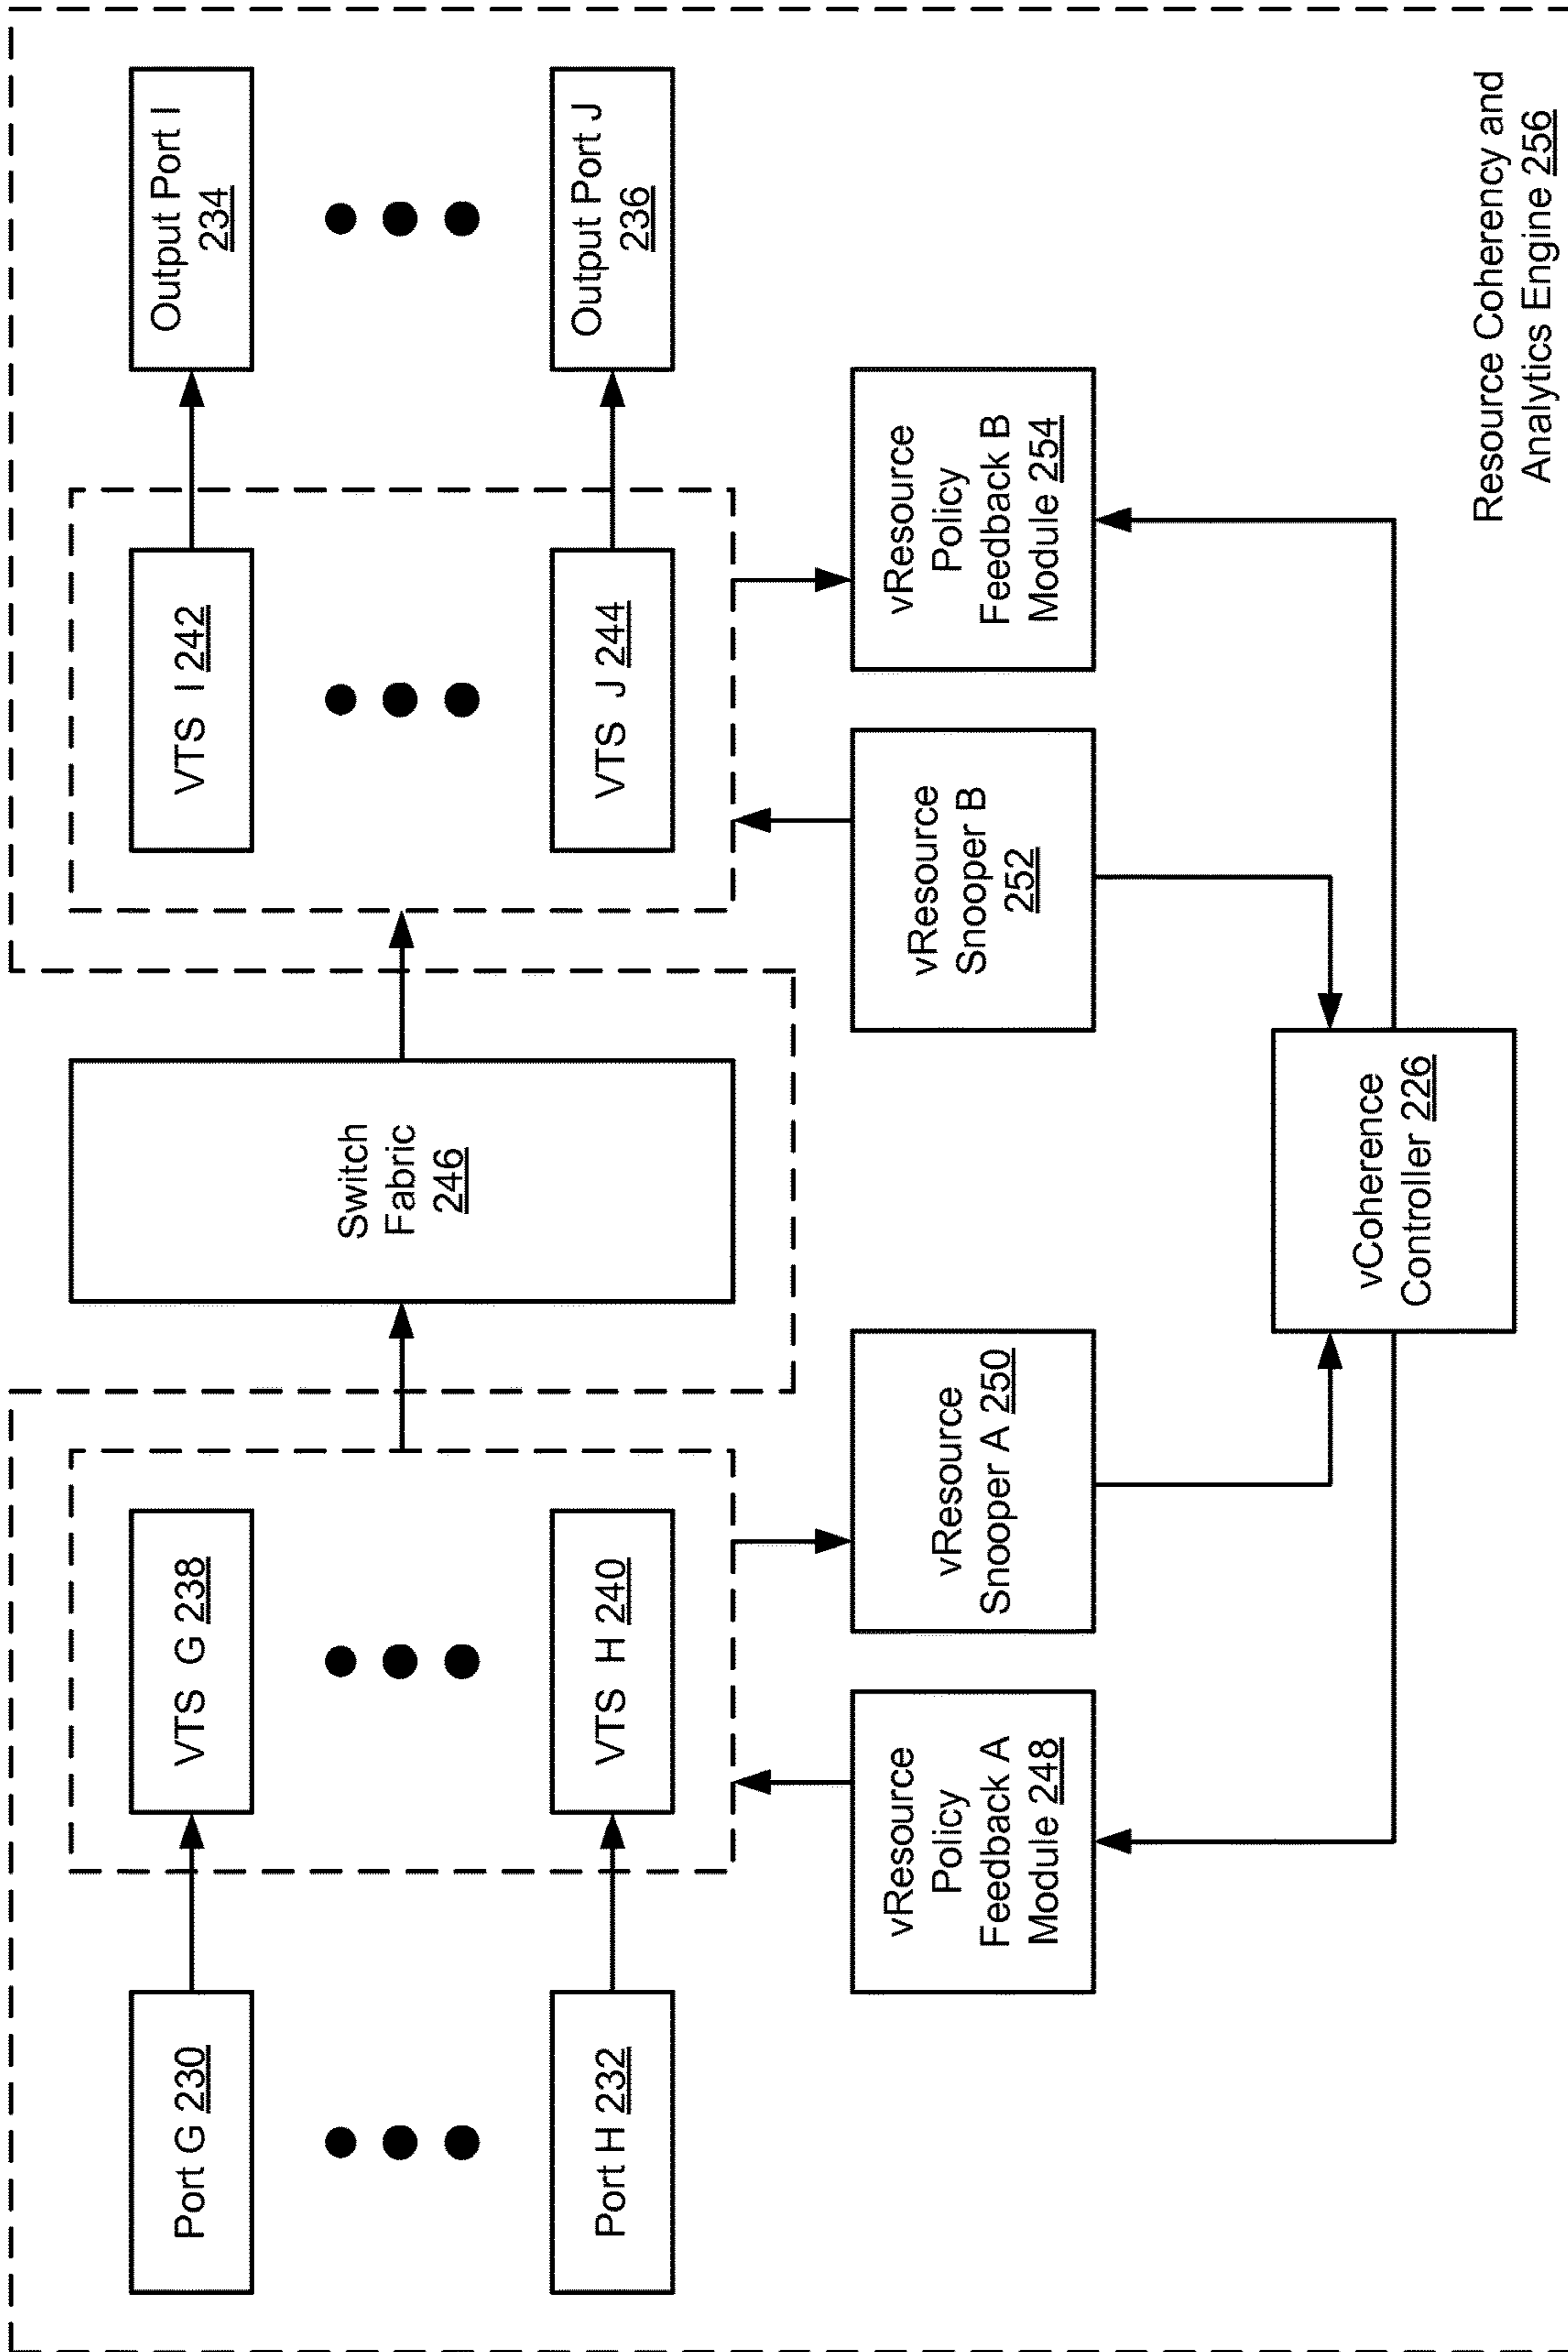 Port G 230
Port H 232
VTS G 238
VTS H 240
Switch
Fabric
246
VTS I 242
VTS J 244
Output Port I
234
Output Port J
236
vResource
Policy
Feedback A
Module 248
vResource
Snooper A 250
vResource
Snooper B
252
vResource
Policy
Feedback B
Module 254
vCoherence
Controller 226
Resource Coherency and
Analytics Engine 256